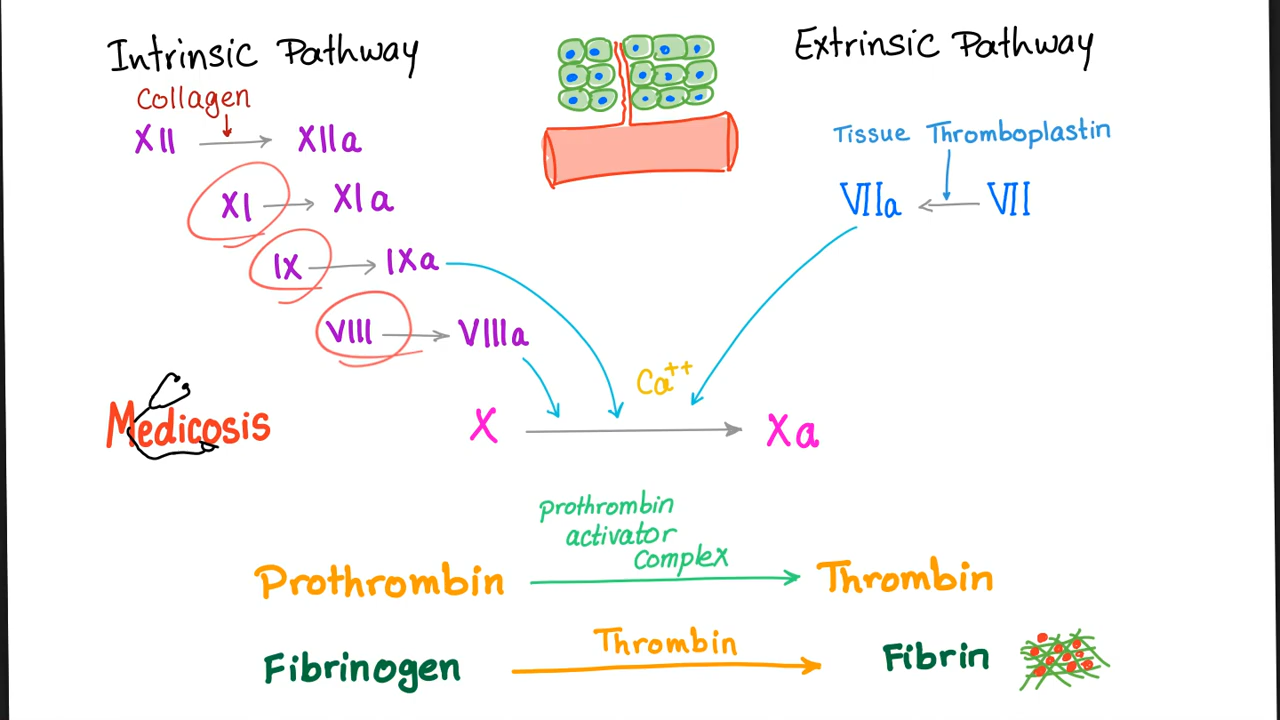 Intrinsic Pathway
Extrinsic Pathway
Collagen
XII XIIa
Tissue Thromboplastin
XI XIa
VIIa VII
IX IXa
VIII VIIIa
Ca++
Medicosis
X Xa
prothrombin
activator
complex
Prothrombin Thrombin
Thrombin
Fibrinogen Fibrin